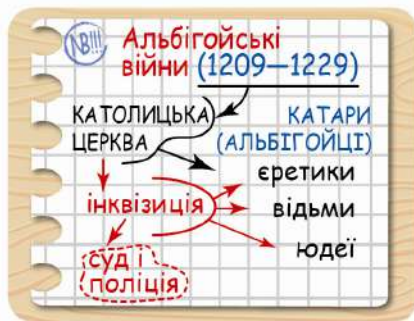 NB!!!
Альбігойські
війни (1209—1229)
КАТОЛИЦЬКА
ЦЕРКВА
КАТАРИ
(АЛЬБІГОЙЦІ)
єретики
інквізиція
відьми
юдеї
суд і
поліція